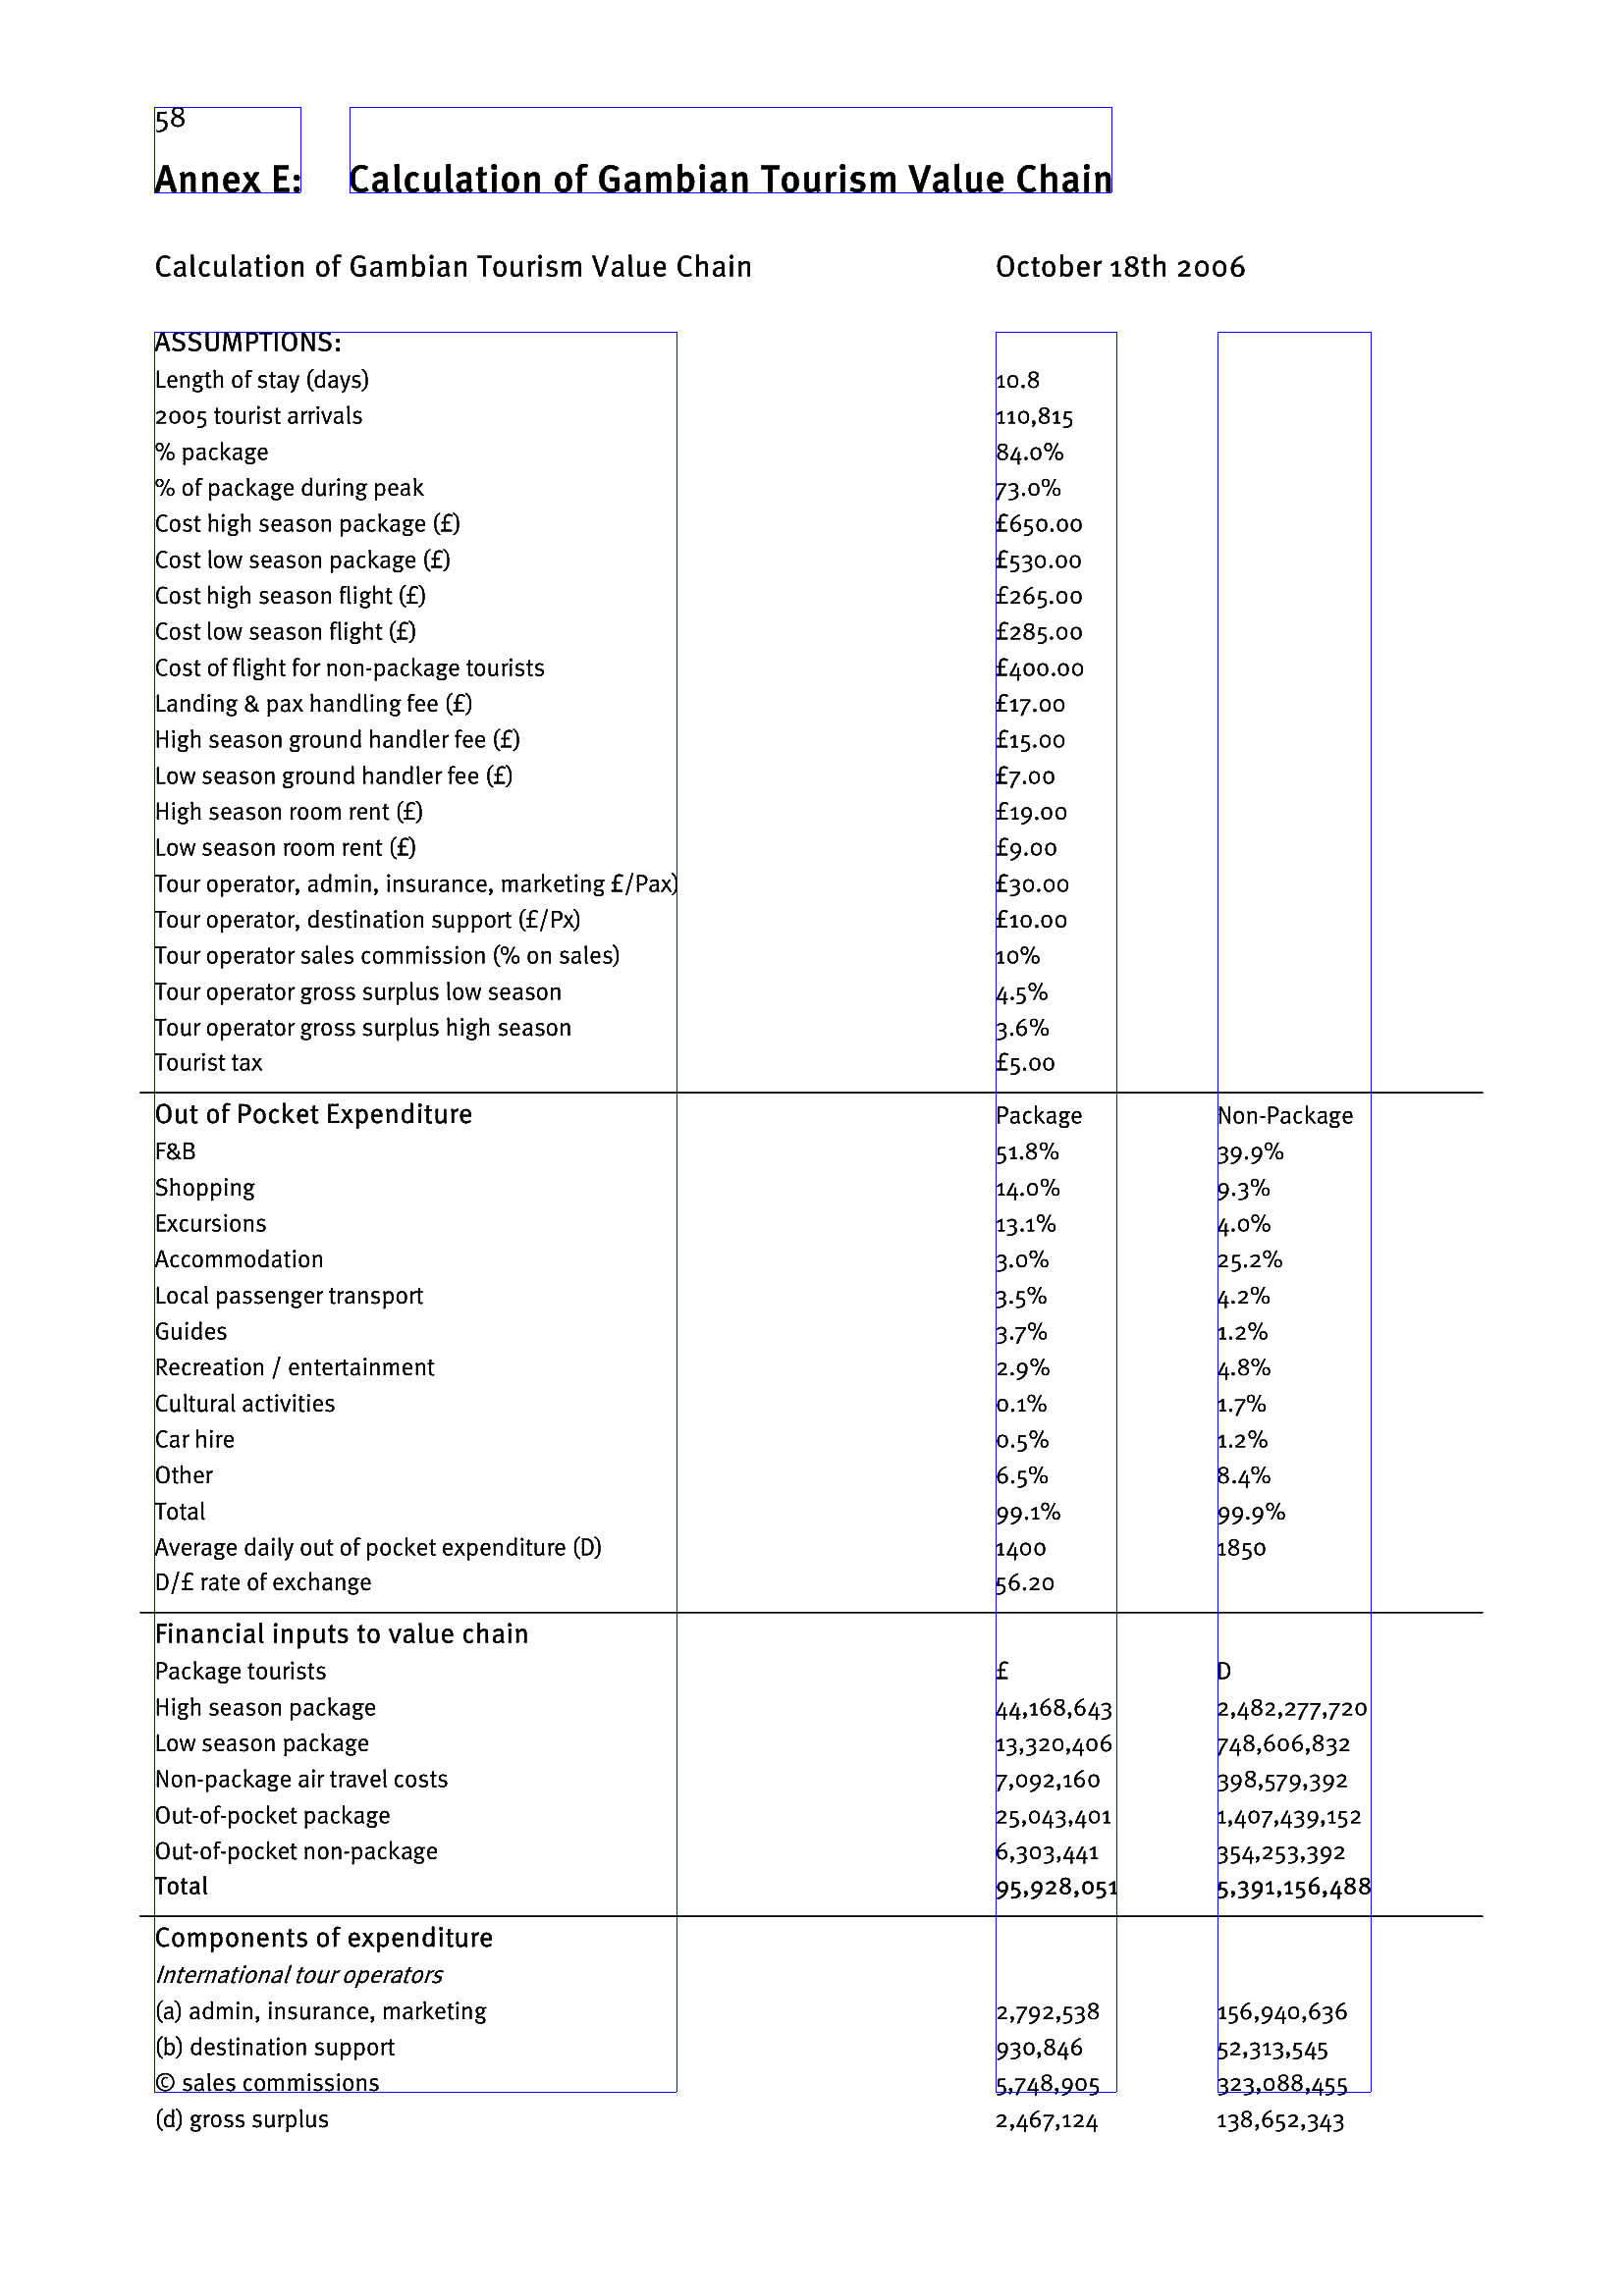 58
Annex E: Calculation of Gambian Tourism Value Chain
Calculation of Gambian Tourism Value Chain October 18th 2006
ASSUMPTIONS:
Length of stay (days) 10.8
2005 tourist arrivals 110,815
% package 84.0%
% of package during peak 73.0%
Cost high season package (£) £650.00
Cost low season package (£) £530.00
Cost high season flight (£) £265.00
Cost low season flight (£) £285.00
Cost of flight for non-package tourists £400.00
Landing & pax handling fee (£) £17.00
High season ground handler fee (£) £15.00
Low season ground handler fee (£) £7.00
High season room rent (£) £19.00
Low season room rent (£) £9.00
Tour operator, admin, insurance, marketing £/Pax) £30.00
Tour operator, destination support (£/Px) £10.00
Tour operator sales commission (% on sales) 10%
Tour operator gross surplus low season 4.5%
Tour operator gross surplus high season 3.6%
Tourist tax £5.00
Out of Pocket Expenditure Package Non-Package
F&B 51.8% 39.9%
Shopping 14.0% 9.3%
Excursions 13.1% 4.0%
Accommodation 3.0% 25.2%
Local passenger transport 3.5% 4.2%
Guides 3.7% 1.2%
Recreation / entertainment 2.9% 4.8%
Cultural activities 0.1% 1.7%
Car hire 0.5% 1.2%
Other 6.5% 8.4%
Total 99.1% 99.9%
Average daily out of pocket expenditure (D) 1400 1850
D/£ rate of exchange 56.20
Financial inputs to value chain
Package tourists £ D
High season package 44,168,643 2,482,277,720
Low season package 13,320,406 748,606,832
Non-package air travel costs 7,092,160 398,579,392
Out-of-pocket package 25,043,401 1,407,439,152
Out-of-pocket non-package 6,303,441 354,253,392
Total 95,928,051 5,391,156,488
Components of expenditure
International tour operators
(a) admin, insurance, marketing 2,792,538 156,940,636
(b) destination support 930,846 52,313,545
© sales commissions 5,748,905 323,088,455
(d) gross surplus 2,467,124 138,652,343